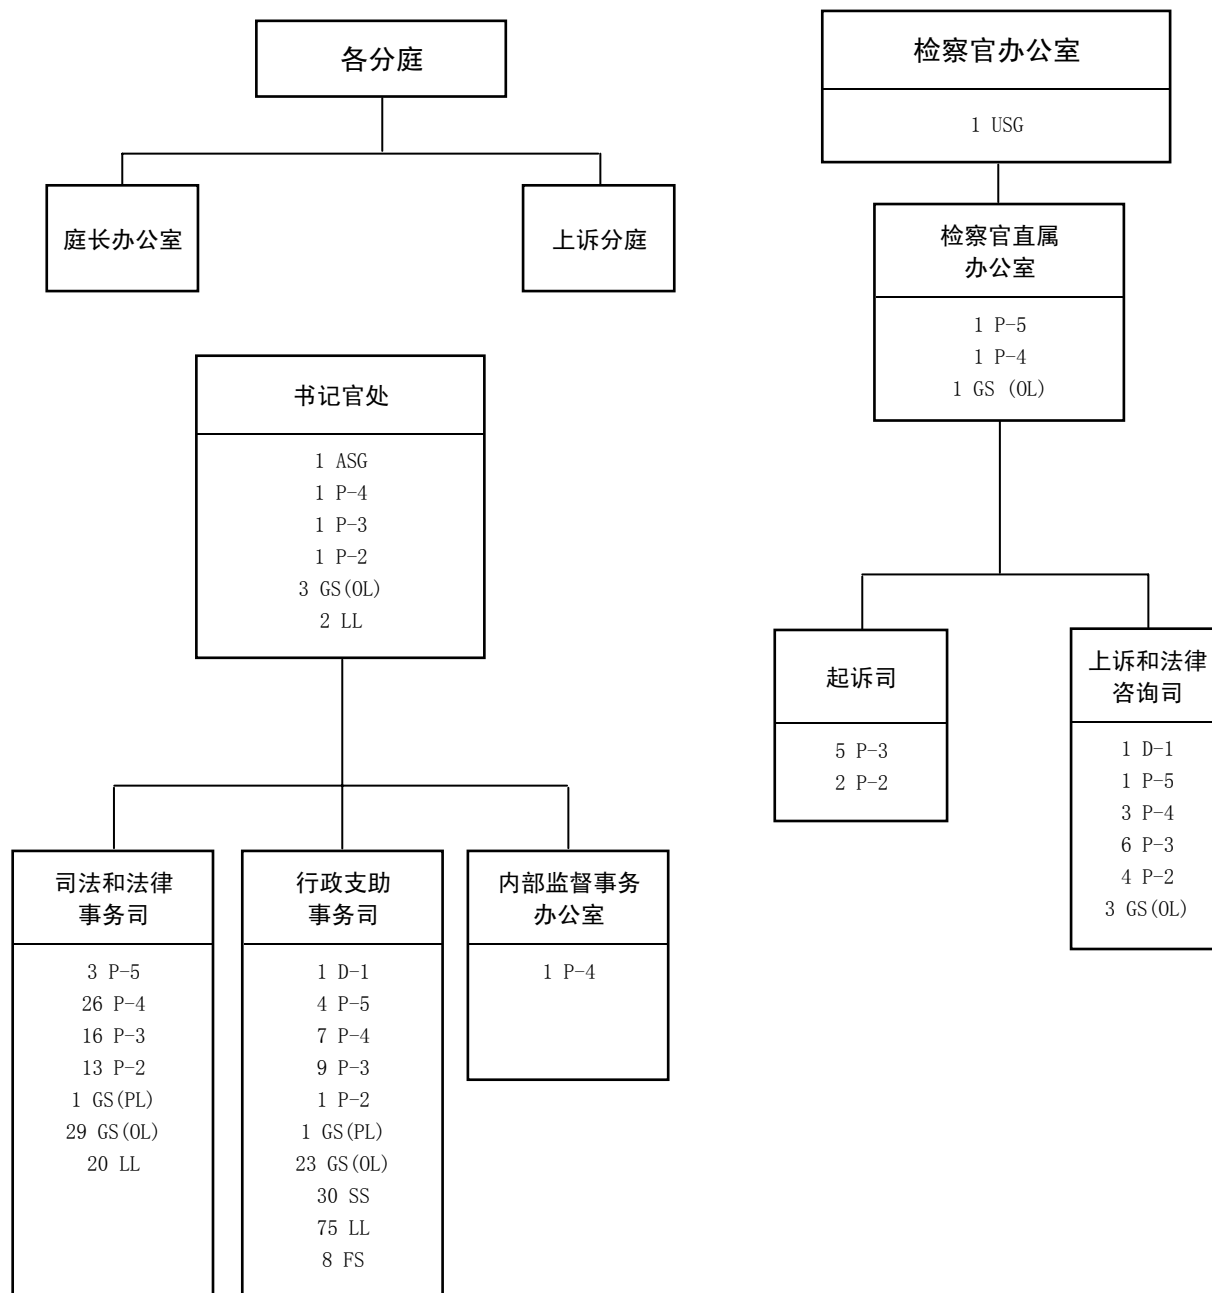 各分庭
庭长办公室
上诉分庭
书记官处
1 ASG
1 P-4
1 P-3
1 P-2
3 GS(OL)
2 LL
司法和法律
事务司
3 P-5
26 P-4
16 P-3
13 P-2
1 GS(PL)
29 GS(OL)
20 LL
行政支助
事务司
1 D-1
4 P-5
7 P-4
9 P-3
1 P-2
1 GS(PL)
23 GS(OL)
30 SS
75 LL
8 FS
内部监督事务
办公室
1 P-4
检察官办公室
1 USG
检察官直属
办公室
1 P-5
1 P-4
1 GS (OL)
起诉司
5 P-3
2 P-2
上诉和法律
咨询司
1 D-1
1 P-5
3 P-4
6 P-3
4 P-2
3 GS(OL)